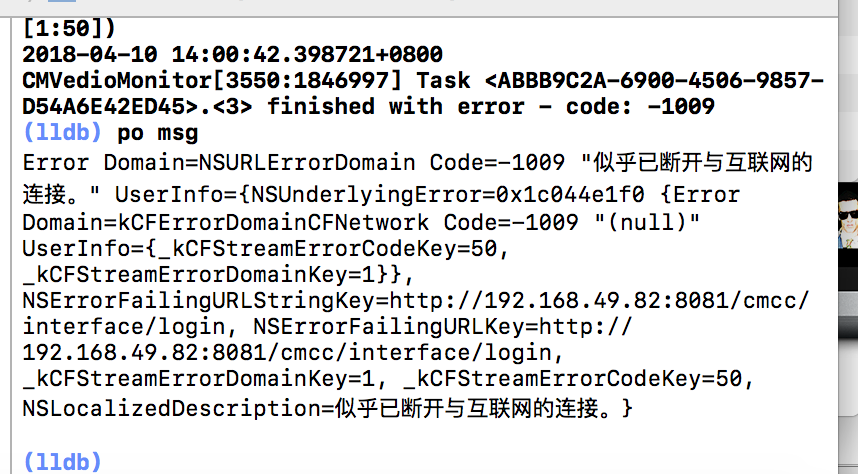 [1:50])
2018-04-10 14:00:42.398721+0800
CMVedioMonitor[3550:1846997] Task <ABBB9C2A-6900-4506-9857-
D54A6E42ED45>.<3> finished with error - code: -1009
(lldb) po msg
Error Domain=NSURLErrorDomain Code=-1009 "似乎已断开与互联网的
连接。" UserInfo={NSUnderlyingError=0x1c044e1f0 {Error
Domain=kCFErrorDomainCFNetwork Code=-1009 "(null)"
UserInfo={_kCFStreamErrorCodeKey=50,
_kCFStreamErrorDomainKey=1}},
NSErrorFailingURLStringKey=http://192.168.49.82:8081/cmcc/
interface/login, NSErrorFailingURLKey=http://
192.168.49.82:8081/cmcc/interface/login,
_kCFStreamErrorDomainKey=1, _kCFStreamErrorCodeKey=50,
NSLocalizedDescription=似乎已断开与互联网的连接。}
(lldb)